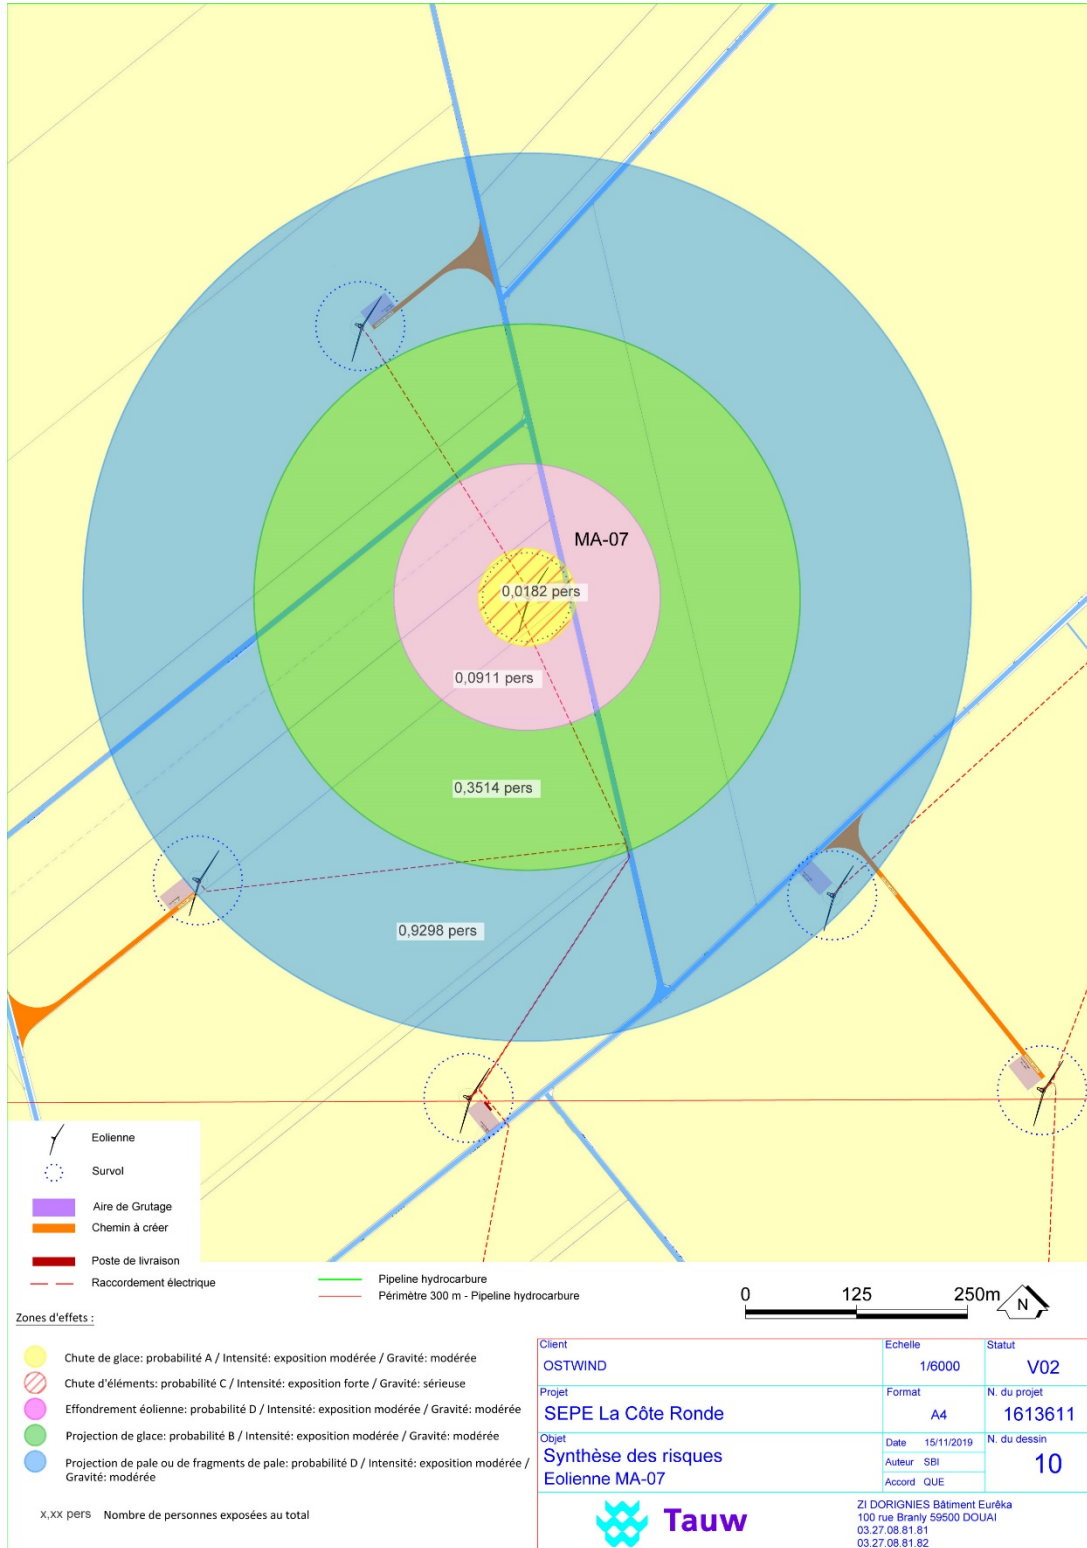 MA-07
0,0182 pers
0,0911 pers
0,3514 pers
0,9298 pers
Eolienne
Survol
Aire de Grutage
Chemin à créer
Poste de livraison
Raccordement électrique
Pipeline hydrocarbure
Périmètre 300 m - Pipeline hydrocarbure
0 125 250m
N
Zones d'effets :
Chute de glace: probabilité A / Intensité: exposition modérée / Gravité: modérée
Chute d'éléments: probabilité C / Intensité: exposition forte / Gravité: sérieuse
Effondrement éolienne: probabilité D / Intensité: exposition modérée / Gravité: modérée
Projection de glace: probabilité B / Intensité: exposition modérée / Gravité: modérée
Projection de pale ou de fragments de pale: probabilité D / Intensité: exposition modérée /
Gravité: modérée
x,xx pers Nombre de personnes exposées au total
Client
OSTWIND
Echelle
1/6000
Statut
V02
Projet
SEPE La Côte Ronde
Format
A4
N. du projet
1613611
Objet
Synthèse des risques
Eolienne MA-07
Date 15/11/2019
Auteur SBI
Accord QUE
N. du dessin
10
Tauw
ZI DORIGNIES Bâtiment Eurêka
100 rue Branly 59500 DOUAI
03.27.08.81.81
03.27.08.81.82